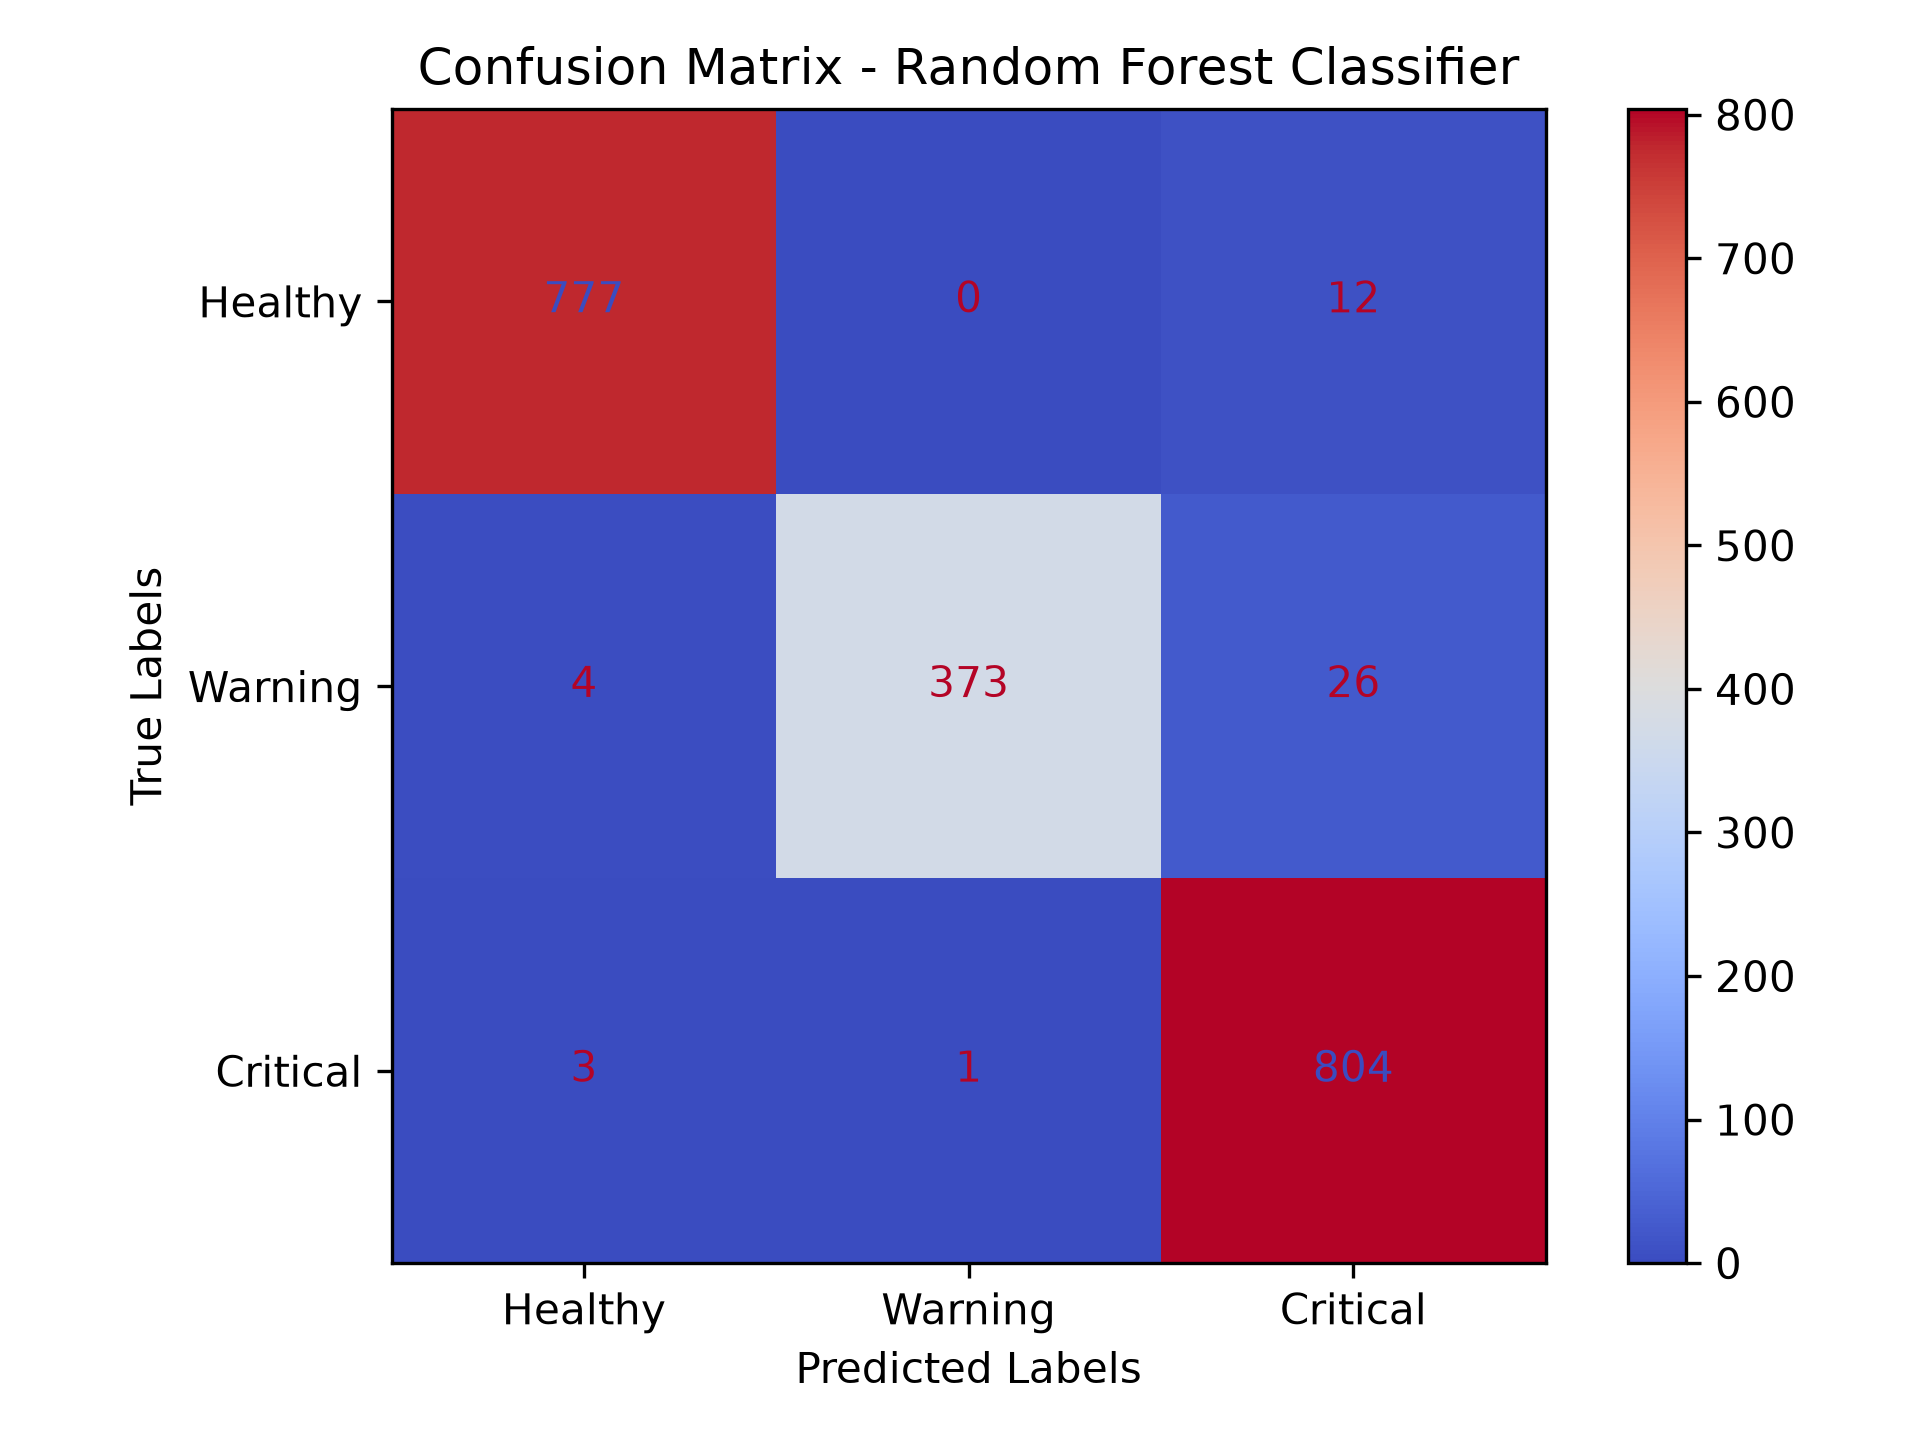 Confusion Matrix - Random Forest Classifier
800
700
600
500
400
300
200
100
0
True Labels
Healthy
777
0
12
Warning
4
373
26
Critical
3
1
804
Healthy
Warning
Critical
Predicted Labels